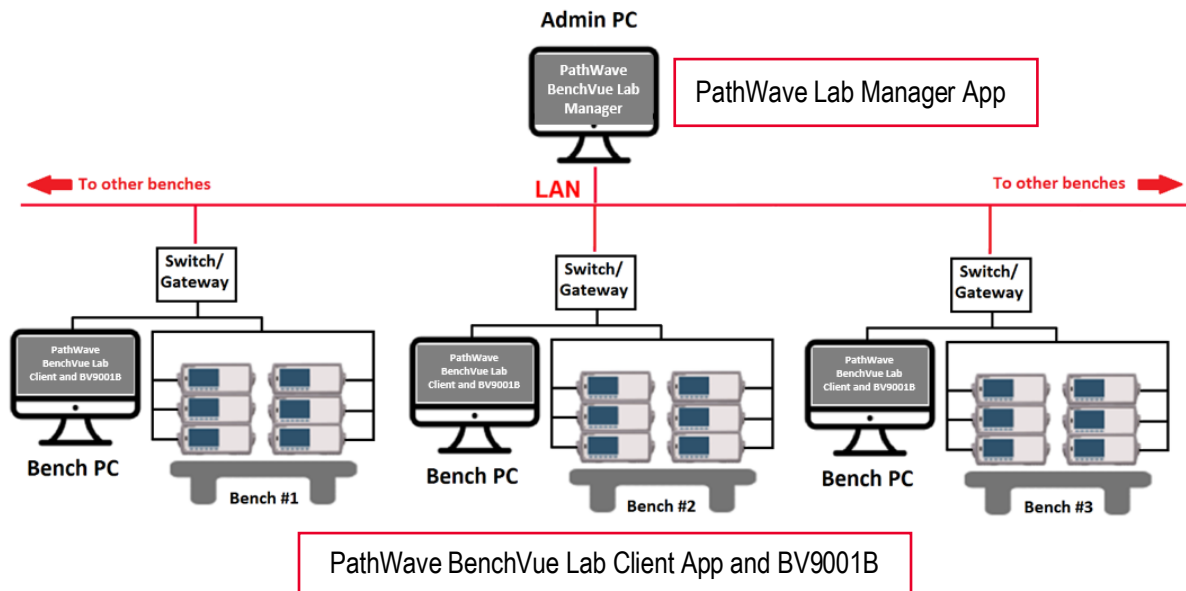 Admin PC
PathWave
BenchVue Lab
Manager
PathWave Lab Manager App
To other benches
LAN
To other benches
Switch/
Gateway
Switch/
Gateway
Switch/
Gateway
PathWave
BenchVue Lab
Client and BV9001B
PathWave
BenchVue Lab
Client and BV9001B
PathWave
BenchVue Lab
Client and BV9001B
Bench PC
Bench #1
Bench PC
Bench #2
Bench PC
Bench #3
PathWave BenchVue Lab Client App and BV9001B